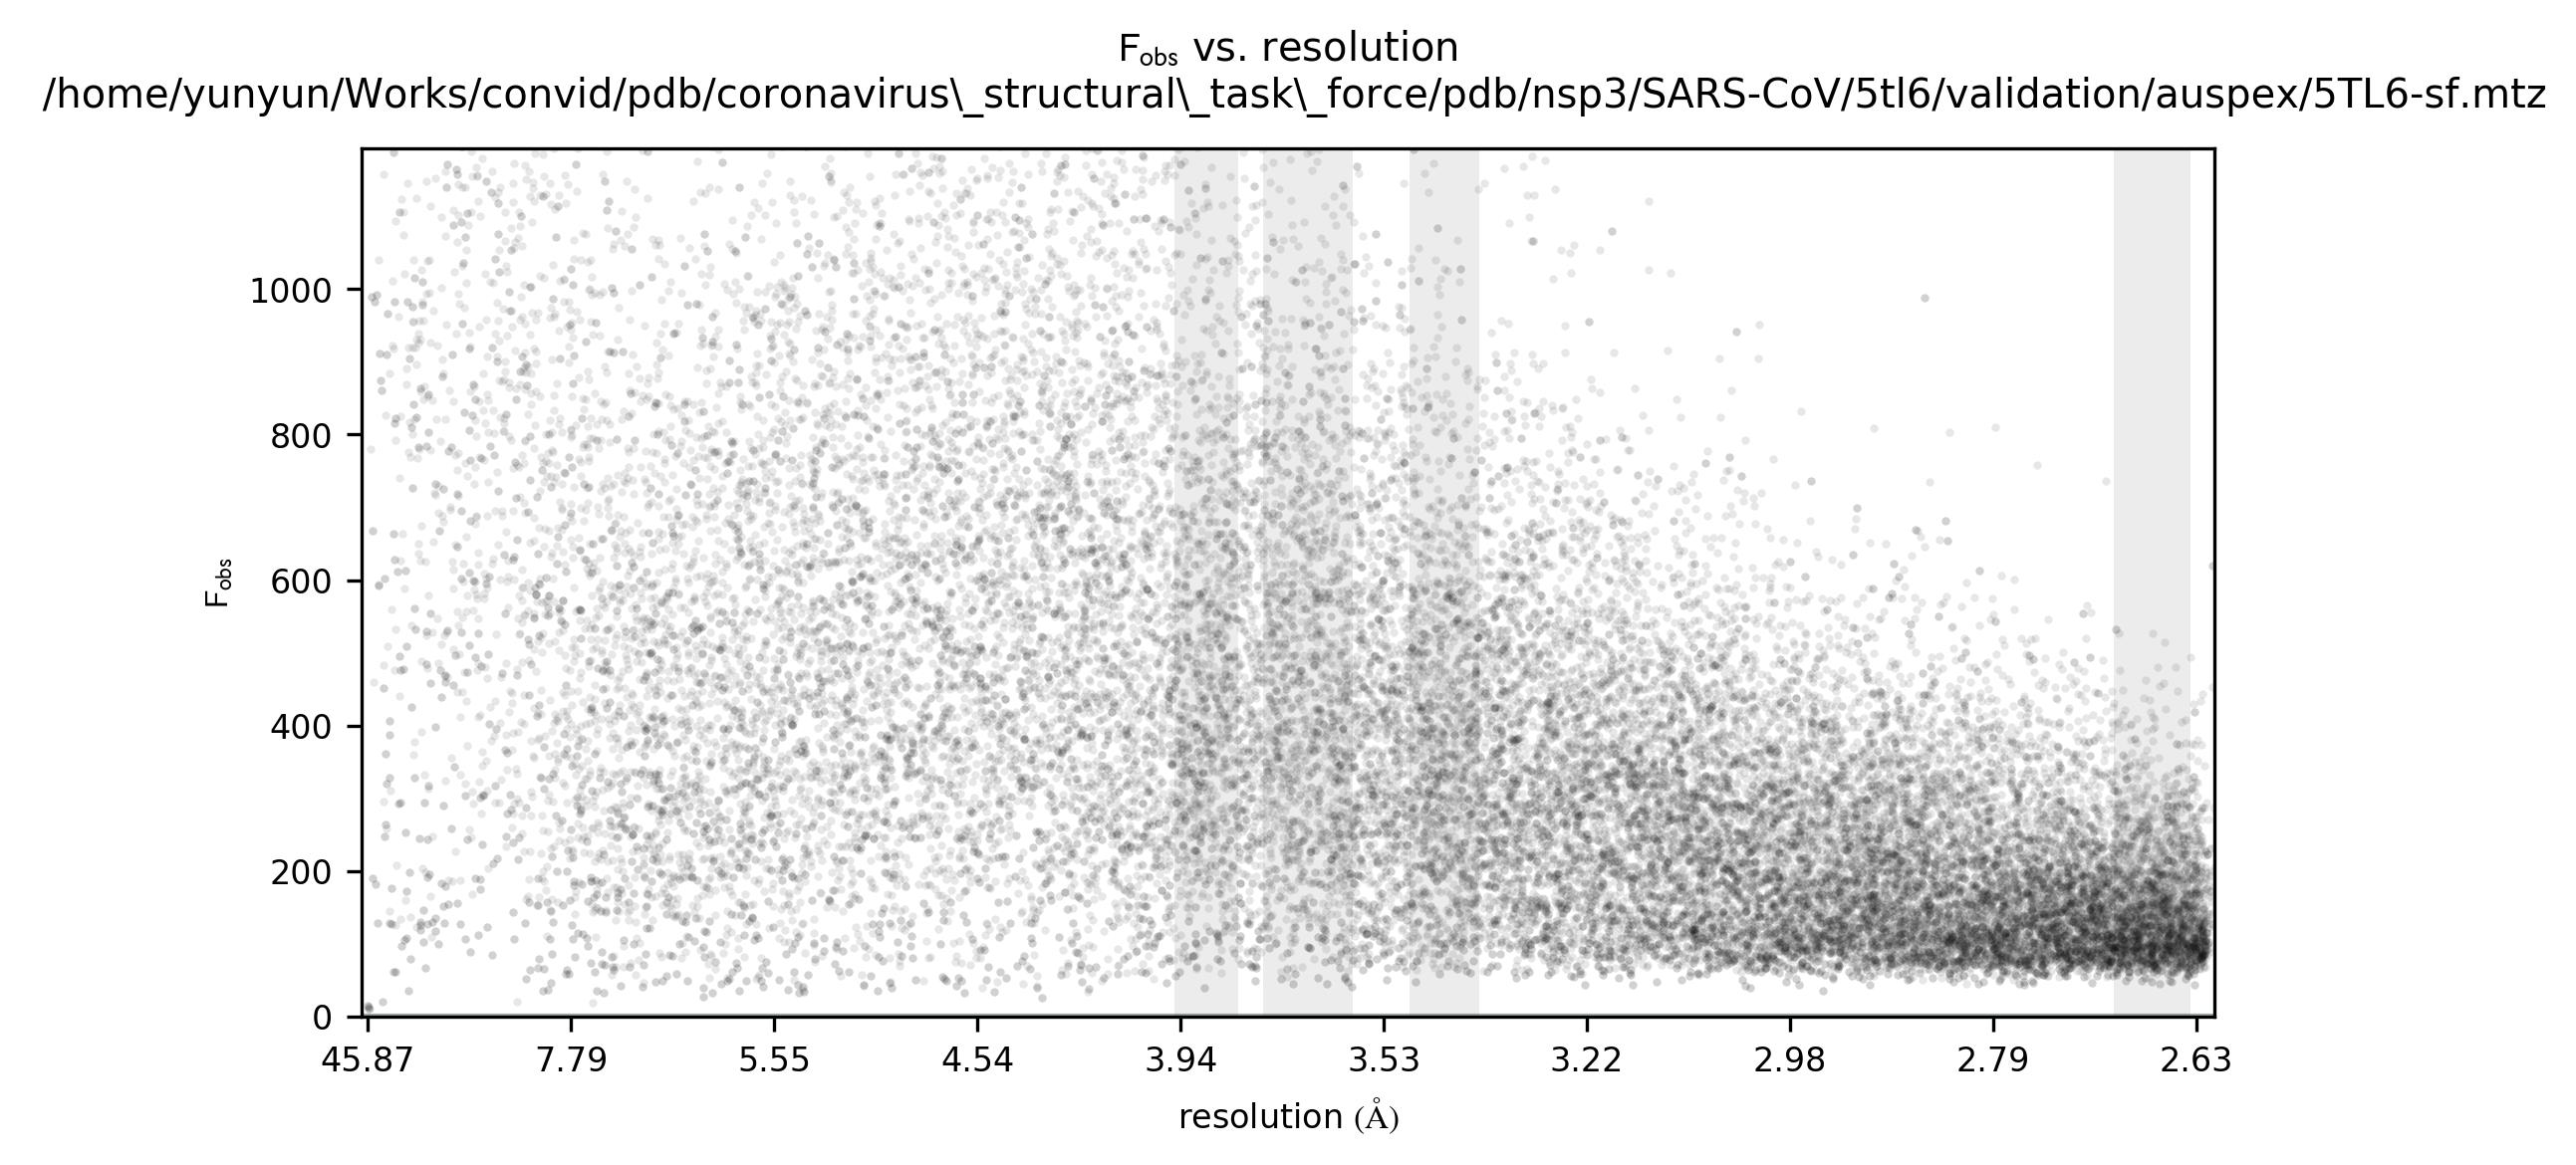 F_obs vs. resolution
/home/yunyun/Works/convid/pdb/coronavirus\_structural\_task\_force/pdb/nsp3/SARS-CoV/5tl6/validation/auspex/5TL6-sf.mtz
1000
800
F_obs
600
400
200
0
45.87 7.79 5.55 4.54 3.94 3.53 3.22 2.98 2.79 2.63
resolution (Å)